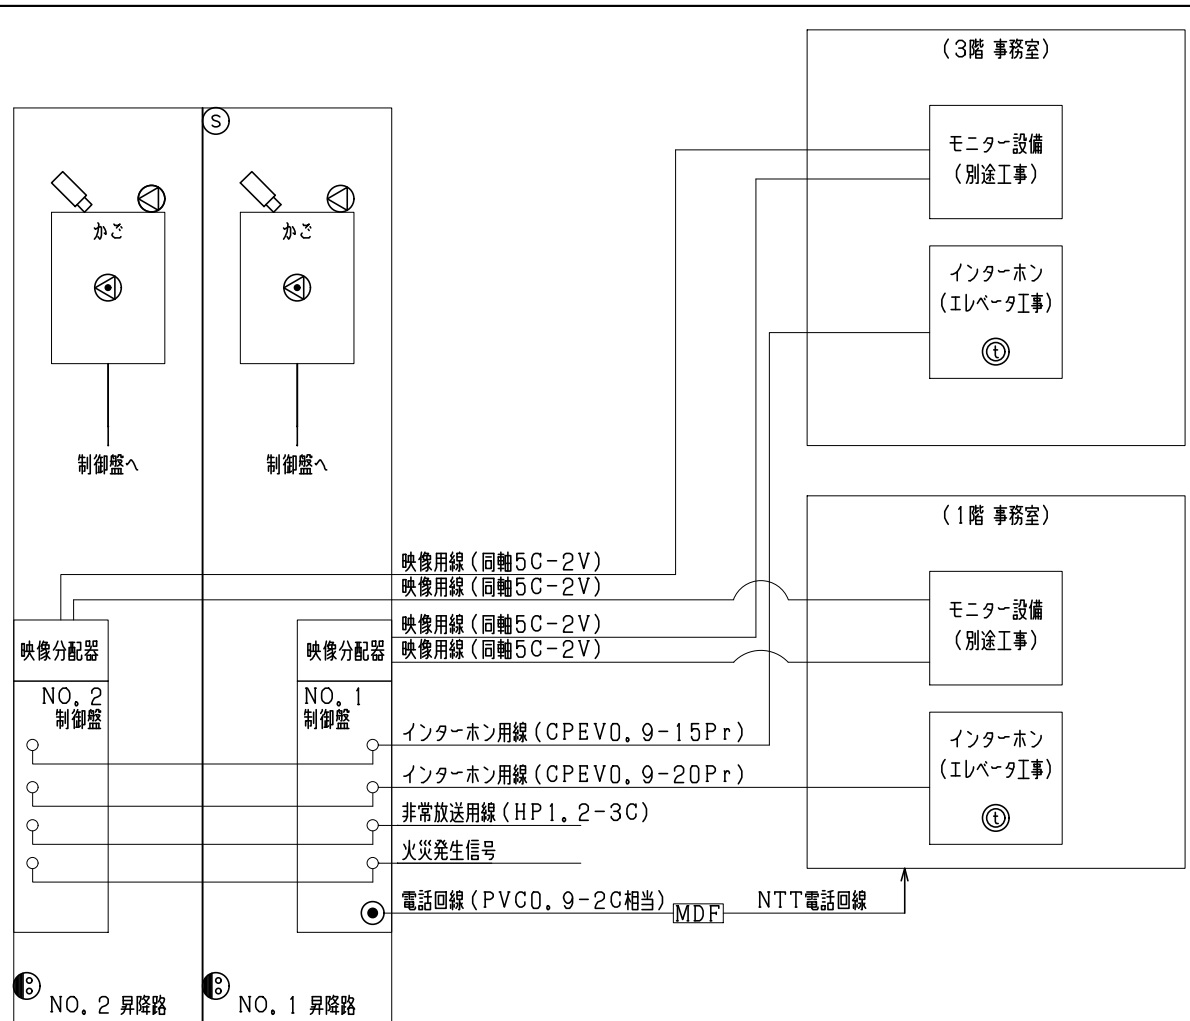 (3階 事務室)
モニター設備
(別途工事)
インターホン
(エレベータ工事)
t
S
かご
かご
制御盤へ
制御盤へ
(1階 事務室)
モニター設備
(別途工事)
インターホン
(エレベータ工事)
t
映像用線(同軸5C-2V)
映像用線(同軸5C-2V)
映像用線(同軸5C-2V)
映像用線(同軸5C-2V)
映像分配器
映像分配器
NO。2
制御盤
NO。1
制御盤
インターホン用線(CPEV0。9-15Pr)
インターホン用線(CPEV0。9-20Pr)
非常放送用線(HP1。2-3C)
火災発生信号
電話回線(PVC0。9-2C相当)
MDF
NTT電話回線
NO。2 昇降路
NO。1 昇降路